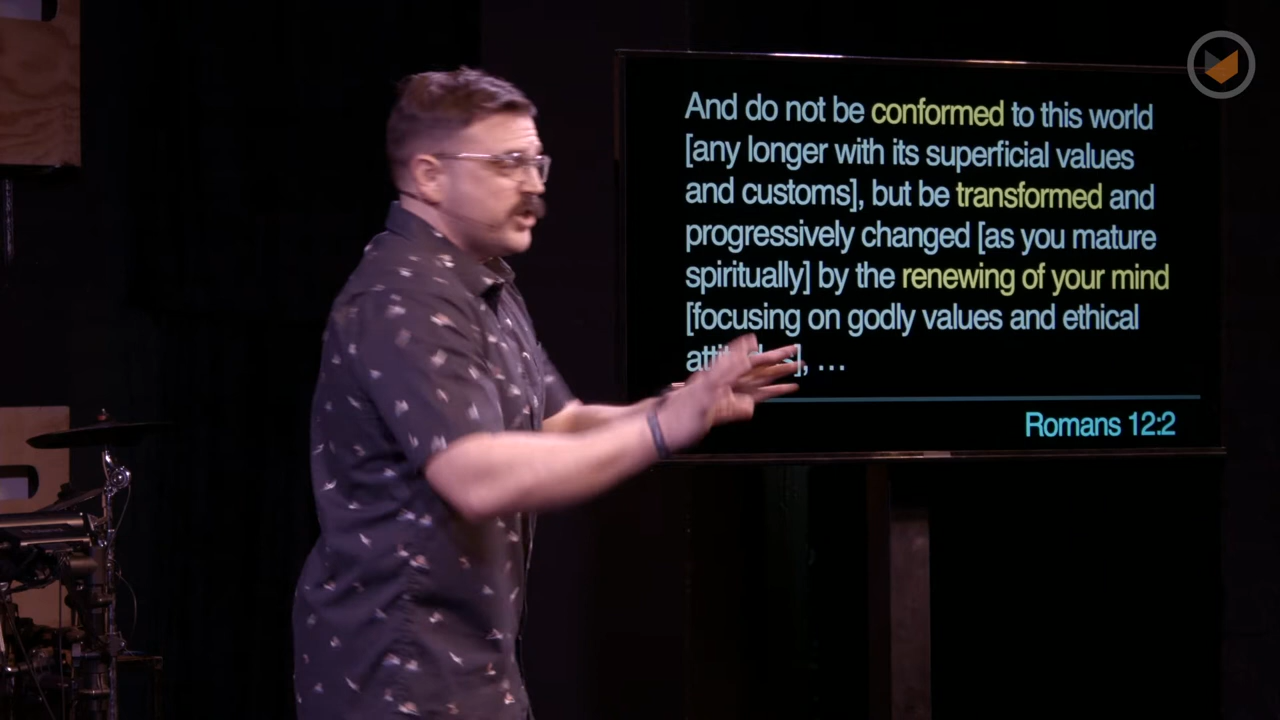 And do not be conformed to this world
[any longer with its superficial values
and customs], but be transformed and
progressively changed [as you mature
spiritually] by the renewing of your mind
[focusing on godly values and ethical
], …
Romans 12:2